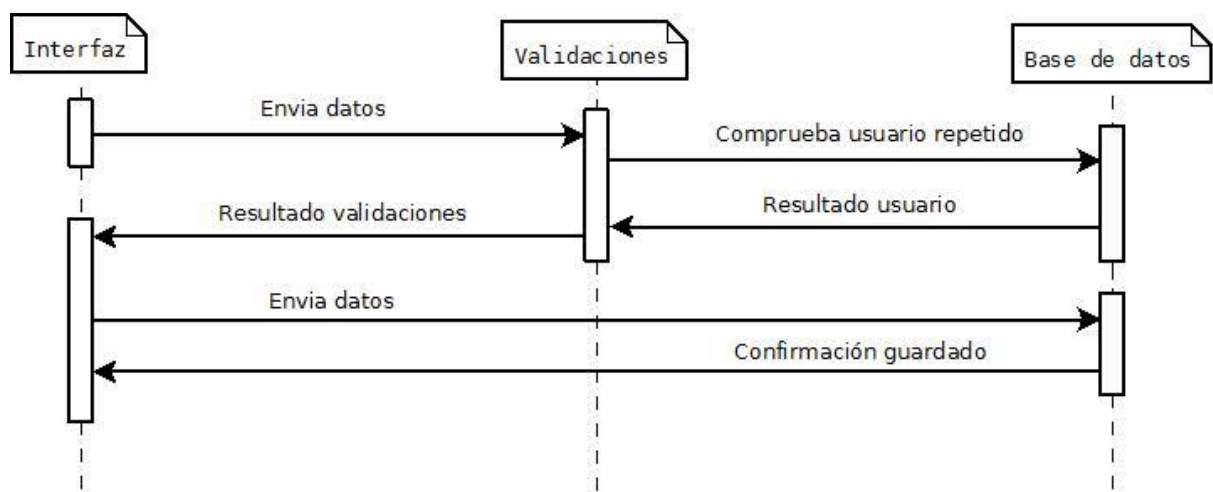 Interfaz
Validaciones
Base de datos
Envia datos
Comprueba usuario repetido
Resultado usuario
Resultado validaciones
Envia datos
Confirmación guardado